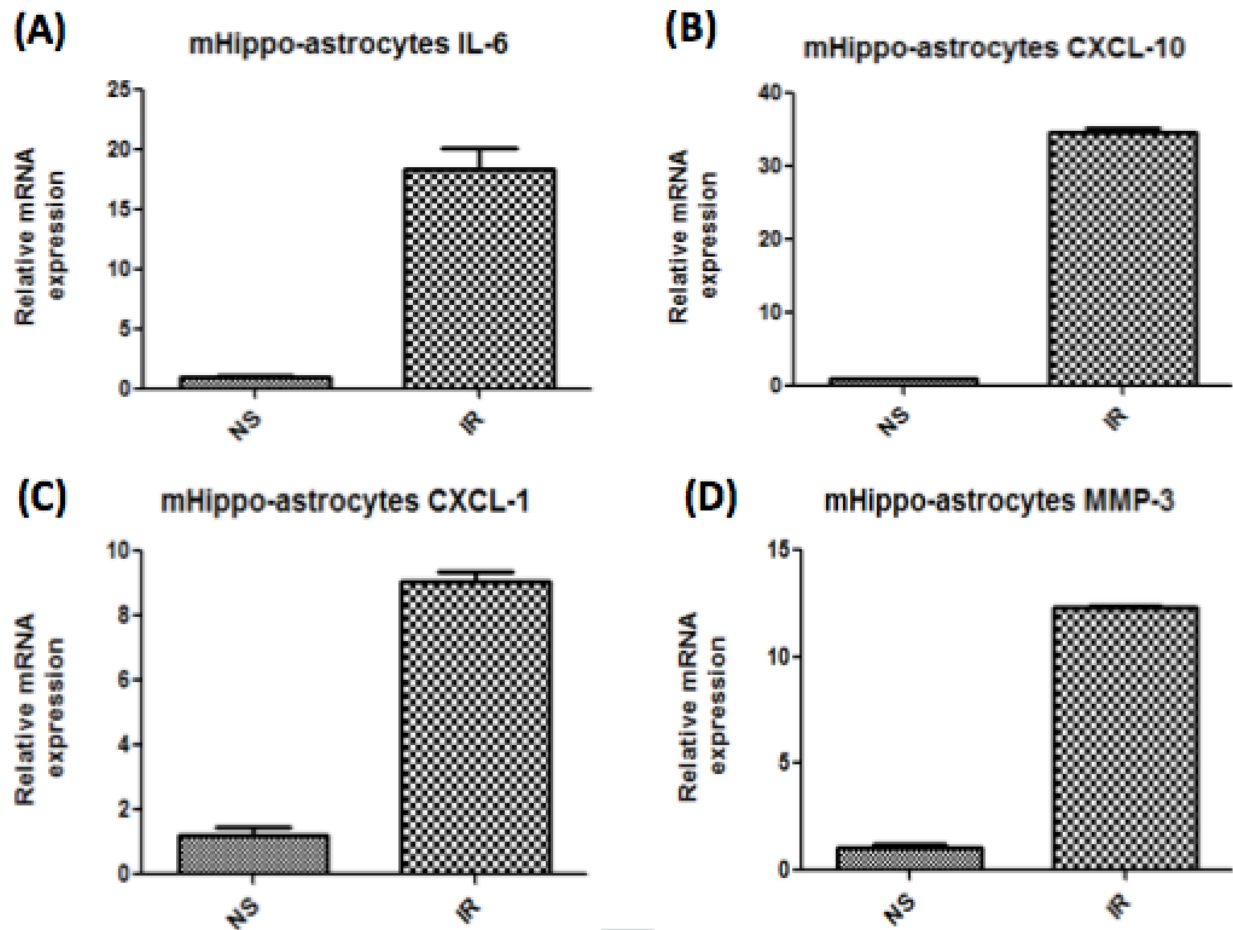 (A)
mHippo-astrocytes IL-6
Relative mRNA
expression
25
20
15
10
5
0
NS
IR
(B)
mHippo-astrocytes CXCL-10
Relative mRNA
expression
40
30
20
10
0
NS
IR
(C)
mHippo-astrocytes CXCL-1
Relative mRNA
expression
10
8
6
4
2
0
NS
IR
(D)
mHippo-astrocytes MMP-3
Relative mRNA
expression
15
10
5
0
NS
IR